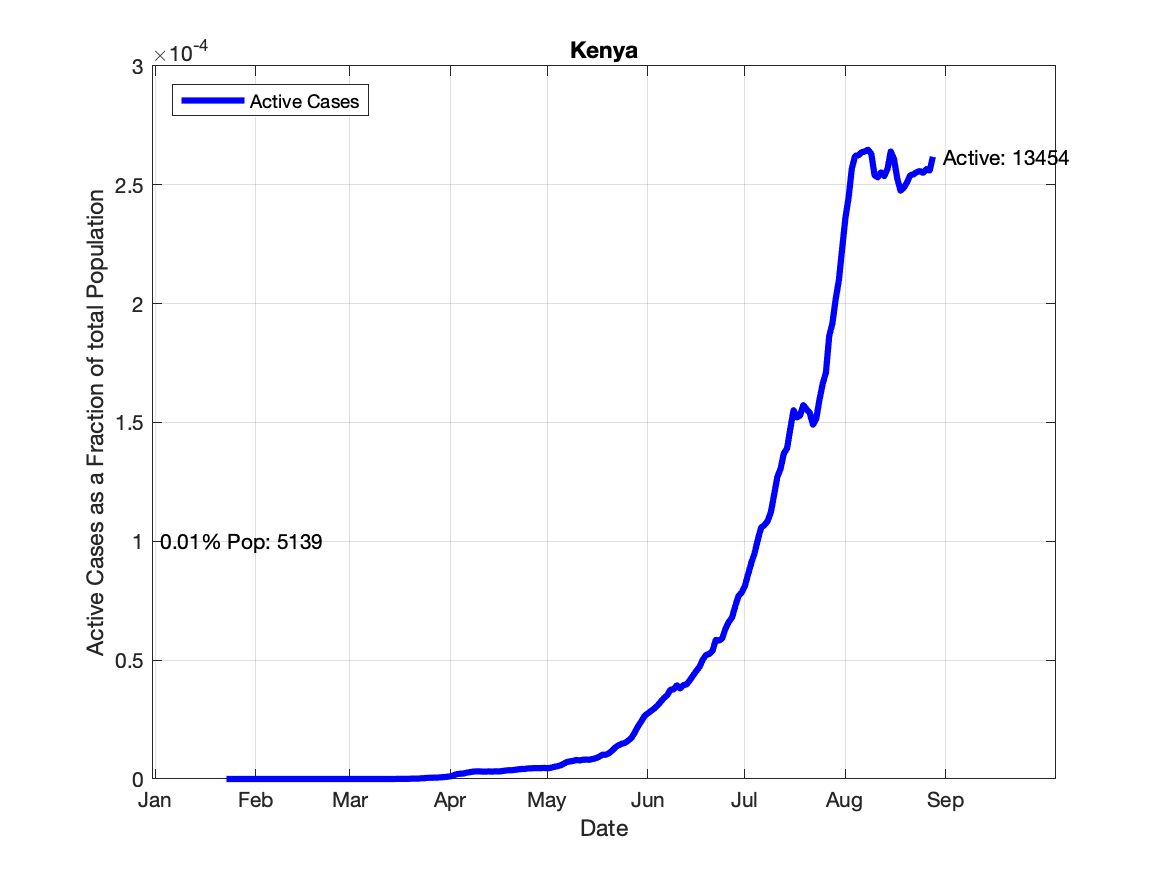 Kenya
×10-4
Active Cases
Active: 13454
0.01% Pop: 5139
3
2.5
2
1.5
1
0.5
0
Active Cases as a Fraction of total Population
Jan Feb Mar Apr May Jun Jul Aug Sep
Date